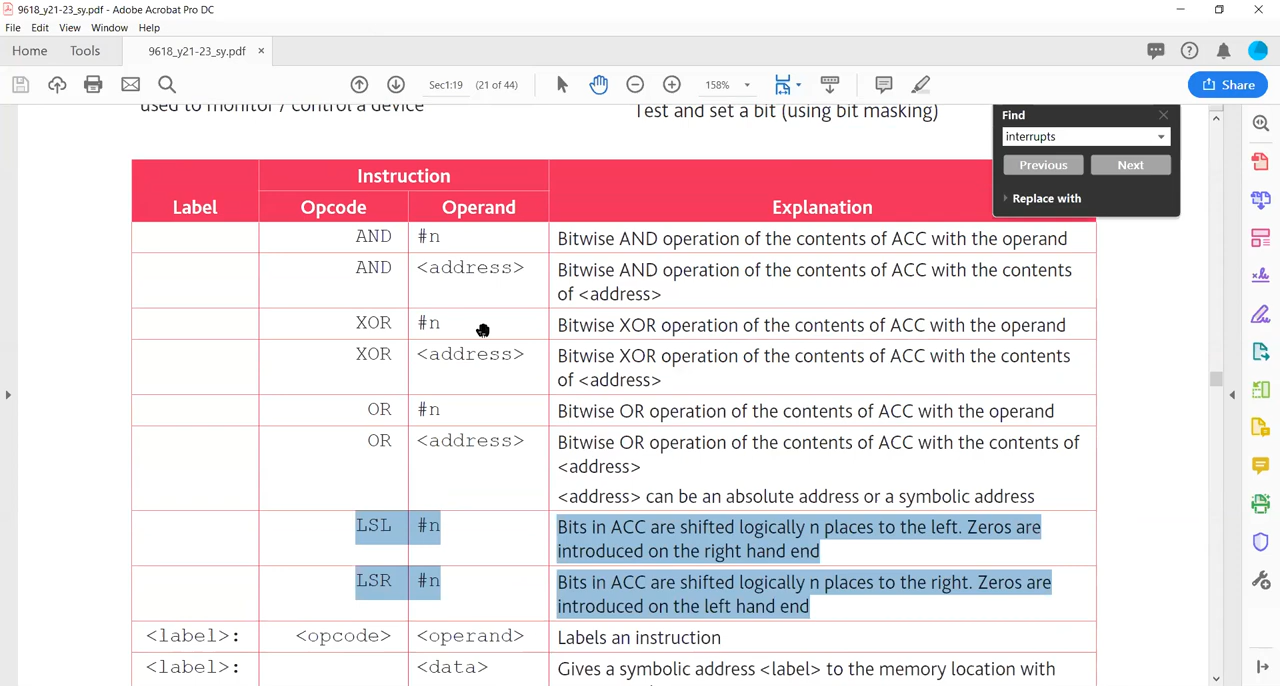 9618_y21-23_sy.pdf - Adobe Acrobat Pro DC
File Edit View Window Help
Home Tools 9618_y21-23_sy.pdf ×
Sec1:19 (21 of 44) 158% Share
used to monitor / control a device
Test and set a bit (using bit masking)
Find
interrupts
Previous Next
Replace with
Label Instruction Explanation
Opcode Operand
AND #n Bitwise AND operation of the contents of ACC with the operand
AND <address> Bitwise AND operation of the contents of ACC with the contents
of <address>
XOR #n Bitwise XOR operation of the contents of ACC with the operand
XOR <address> Bitwise XOR operation of the contents of ACC with the contents
of <address>
OR #n Bitwise OR operation of the contents of ACC with the operand
OR <address> Bitwise OR operation of the contents of ACC with the contents of
<address>
<address> can be an absolute address or a symbolic address
LSL #n Bits in ACC are shifted logically n places to the left. Zeros are
introduced on the right hand end
LSR #n Bits in ACC are shifted logically n places to the right. Zeros are
introduced on the left hand end
<label>: <opcode> <operand> Labels an instruction
<label>: <data> Gives a symbolic address <label> to the memory location with